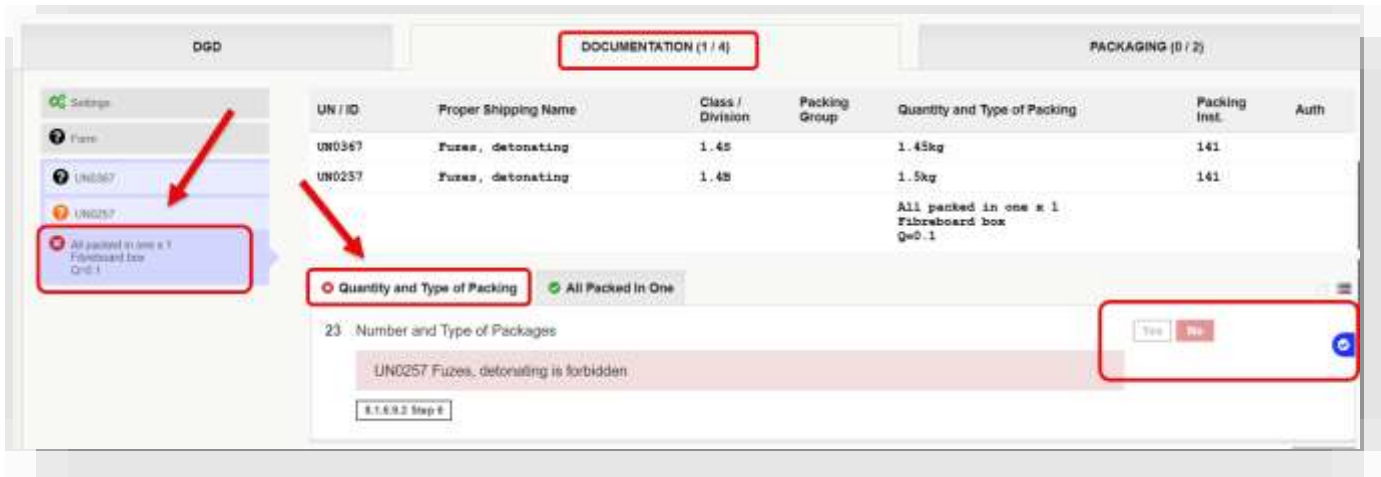 DGD
DOCUMENTATION (1 / 4)
PACKAGING (0 / 2)
Settings
Form
UN0367
UN0257
All packed in one x 1
Fibreboard box
Q=0.1
UN / ID Proper Shipping Name Class / Division Packing Group Quantity and Type of Packing Packing Inst. Auth
UN0367 Fuzes, detonating 1.4S 1.45kg 141
UN0257 Fuzes, detonating 1.4B 1.5kg 141
All packed in one x 1
Fibreboard box
Q=0.1
Quantity and Type of Packing All Packed In One
23 Number and Type of Packages Yes No
UN0257 Fuzes, detonating is forbidden
8.1.6.9.2 Step 6